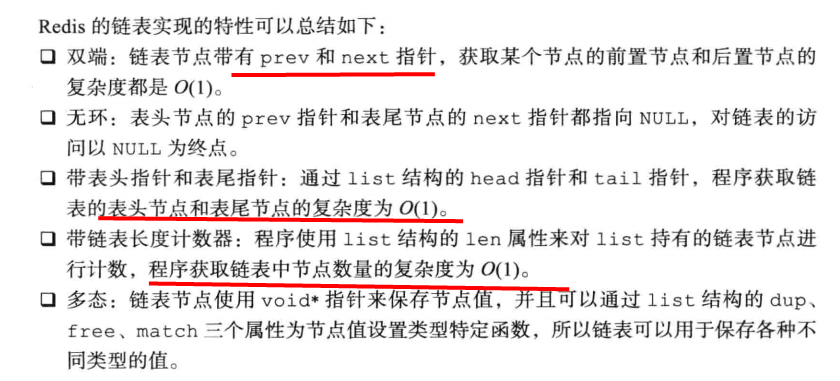 Redis 的链表实现的特性可以总结如下：
❏ 双端：链表节点带有 prev 和 next 指针，获取某个节点的前置节点和后置节点的
复杂度都是 O(1)。
❏ 无环：表头节点的 prev 指针和表尾节点的 next 指针都指向 NULL，对链表的访
问以 NULL 为终点。
❏ 带表头指针和表尾指针：通过 list 结构的 head 指针和 tail 指针，程序获取链
表的表头节点和表尾节点的复杂度为 O(1)。
❏ 带链表长度计数器：程序使用 list 结构的 len 属性来对 list 持有的链表节点进
行计数，程序获取链表中节点数量的复杂度为 O(1)。
❏ 多态：链表节点使用 void* 指针来保存节点值，并且可以通过 list 结构的 dup、
free、match 三个属性为节点值设置类型特定函数，所以链表可以用于保存各种不
同类型的值。